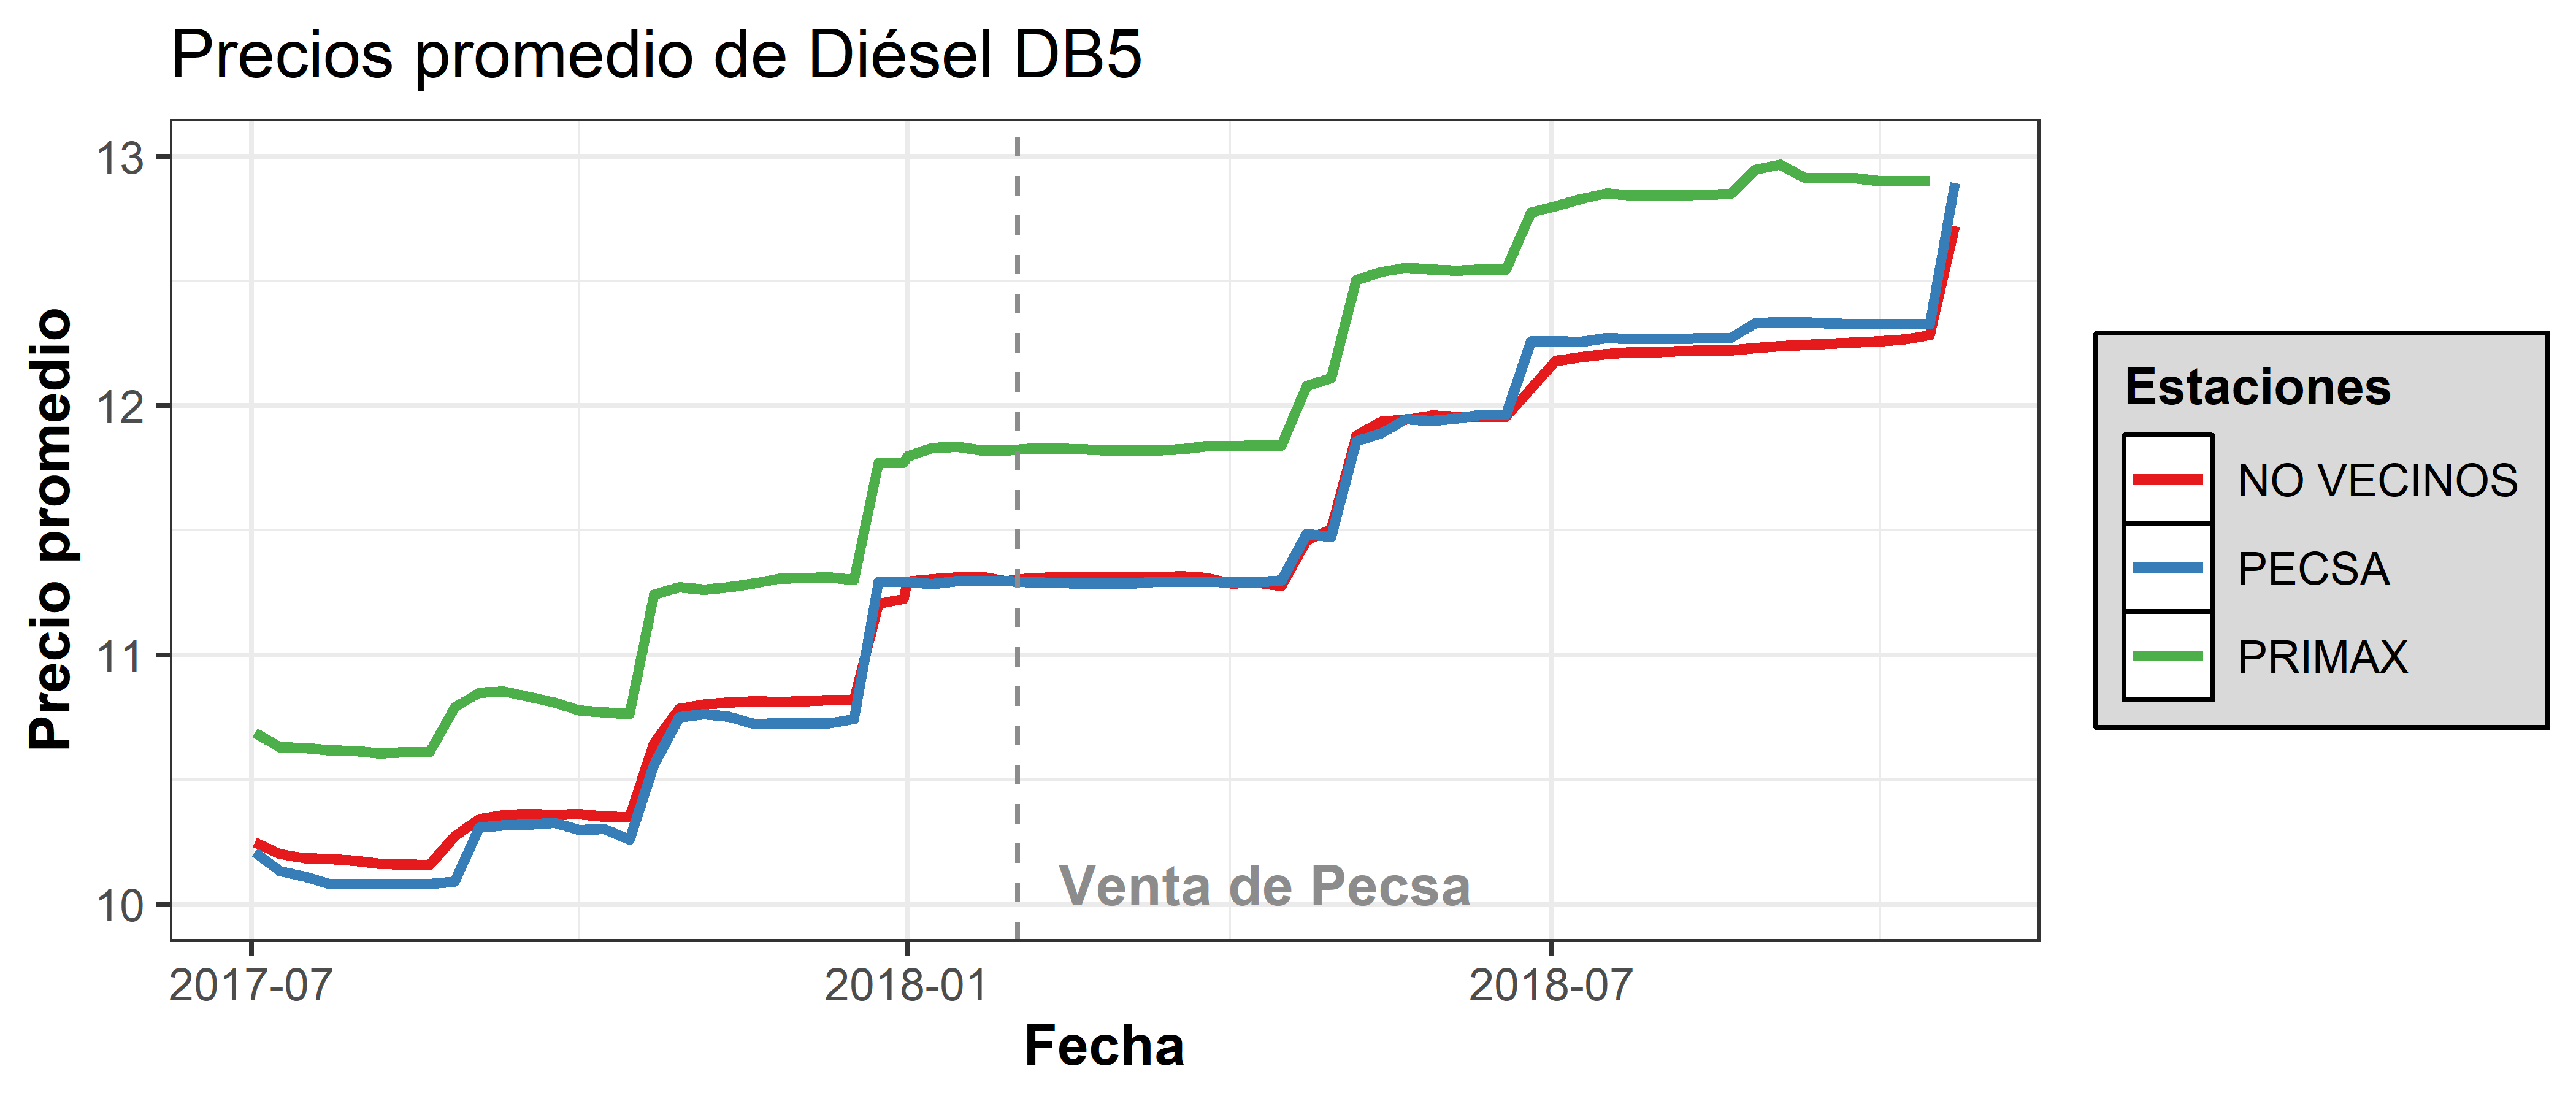 Precios promedio de Diésel DB5
Precio promedio
13
12
11
10
Venta de Pecsa
2017-07
2018-01
2018-07
Fecha
Estaciones
NO VECINOS
PECSA
PRIMAX